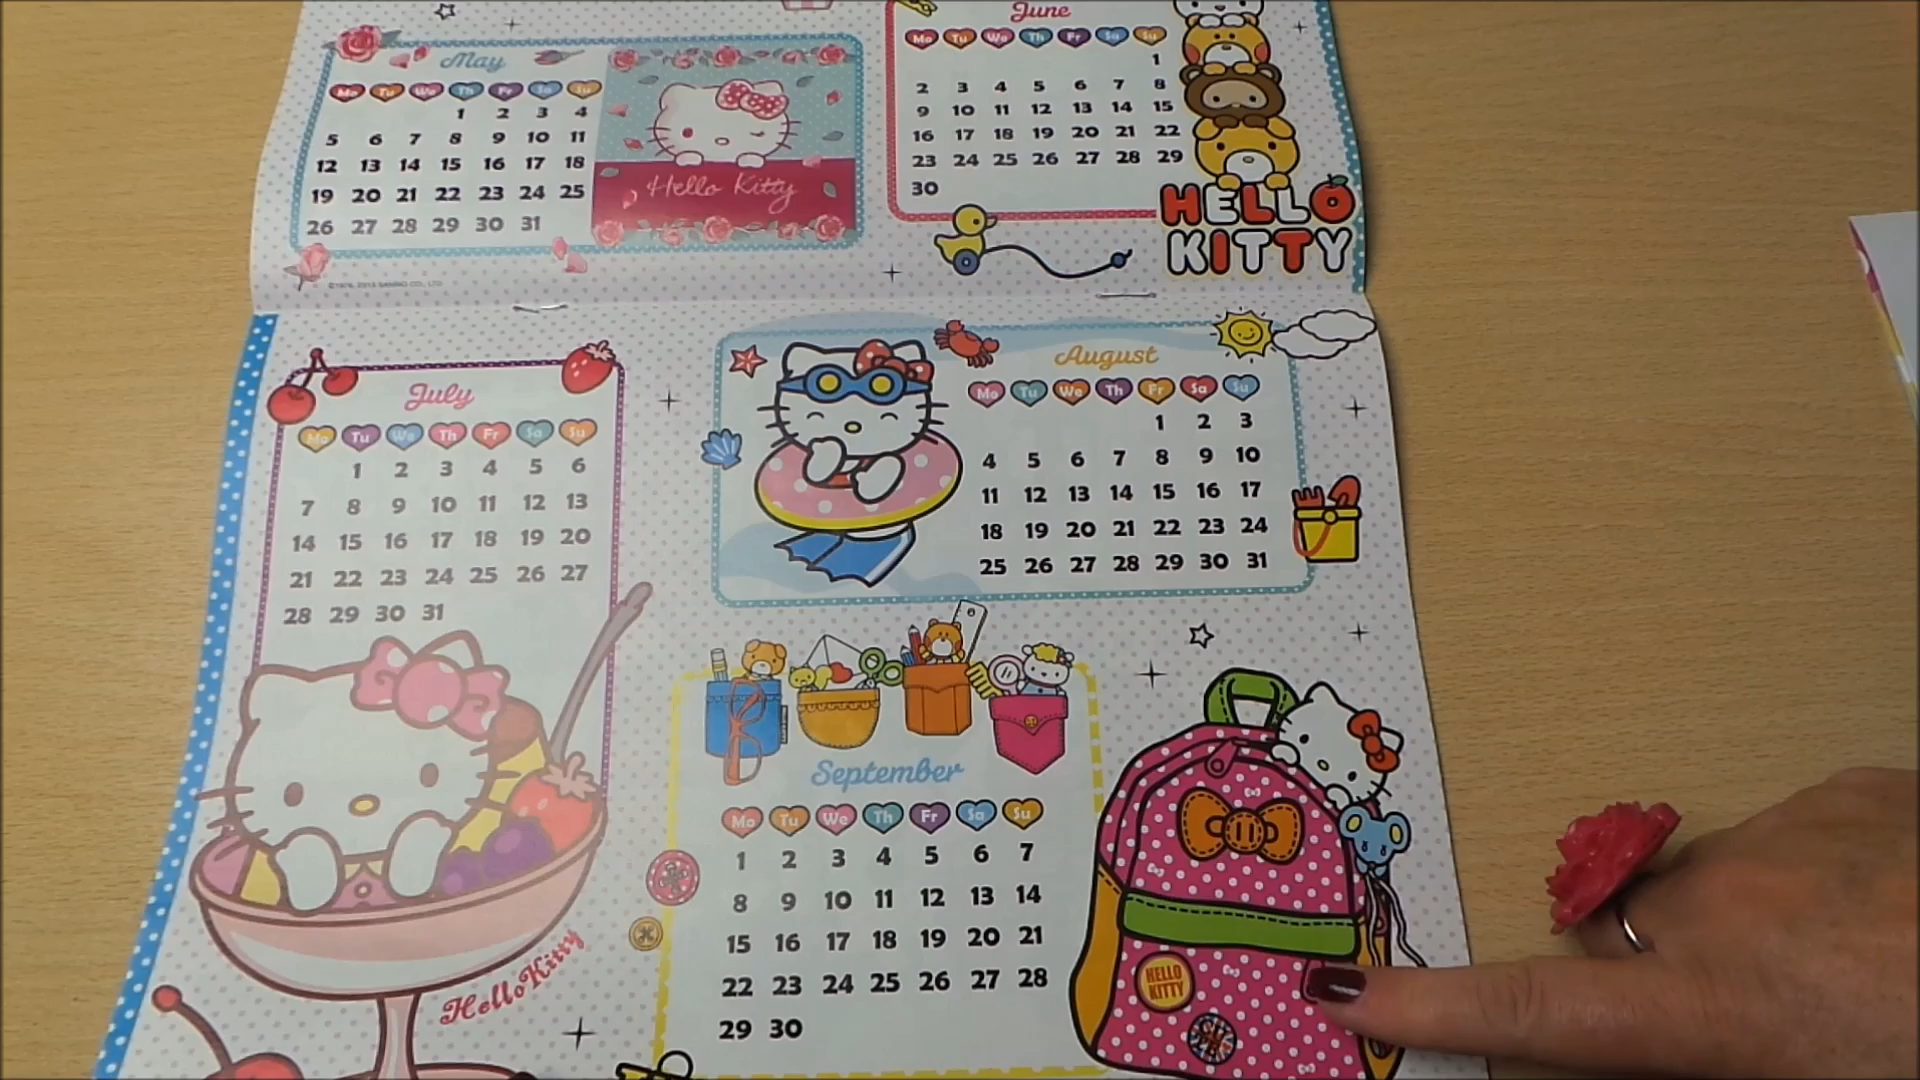 May
Mo Tu We Th Fr Sa Su
1 2 3 4
5 6 7 8 9 10 11
12 13 14 15 16 17 18
19 20 21 22 23 24 25
26 27 28 29 30 31
Hello Kitty
June
Mo Tu We Th Fr Sa Su
1
2 3 4 5 6 7 8
9 10 11 12 13 14 15
16 17 18 19 20 21 22
23 24 25 26 27 28 29
30
HELLO
KITTY
July
Mo Tu We Th Fr Sa Su
1 2 3 4 5 6
7 8 9 10 11 12 13
14 15 16 17 18 19 20
21 22 23 24 25 26 27
28 29 30 31
Hello Kitty
August
Mo Tu We Th Fr Sa Su
1 2 3
4 5 6 7 8 9 10
11 12 13 14 15 16 17
18 19 20 21 22 23 24
25 26 27 28 29 30 31
September
Mo Tu We Th Fr Sa Su
1 2 3 4 5 6 7
8 9 10 11 12 13 14
15 16 17 18 19 20 21
22 23 24 25 26 27 28
29 30
HELLO
KITTY